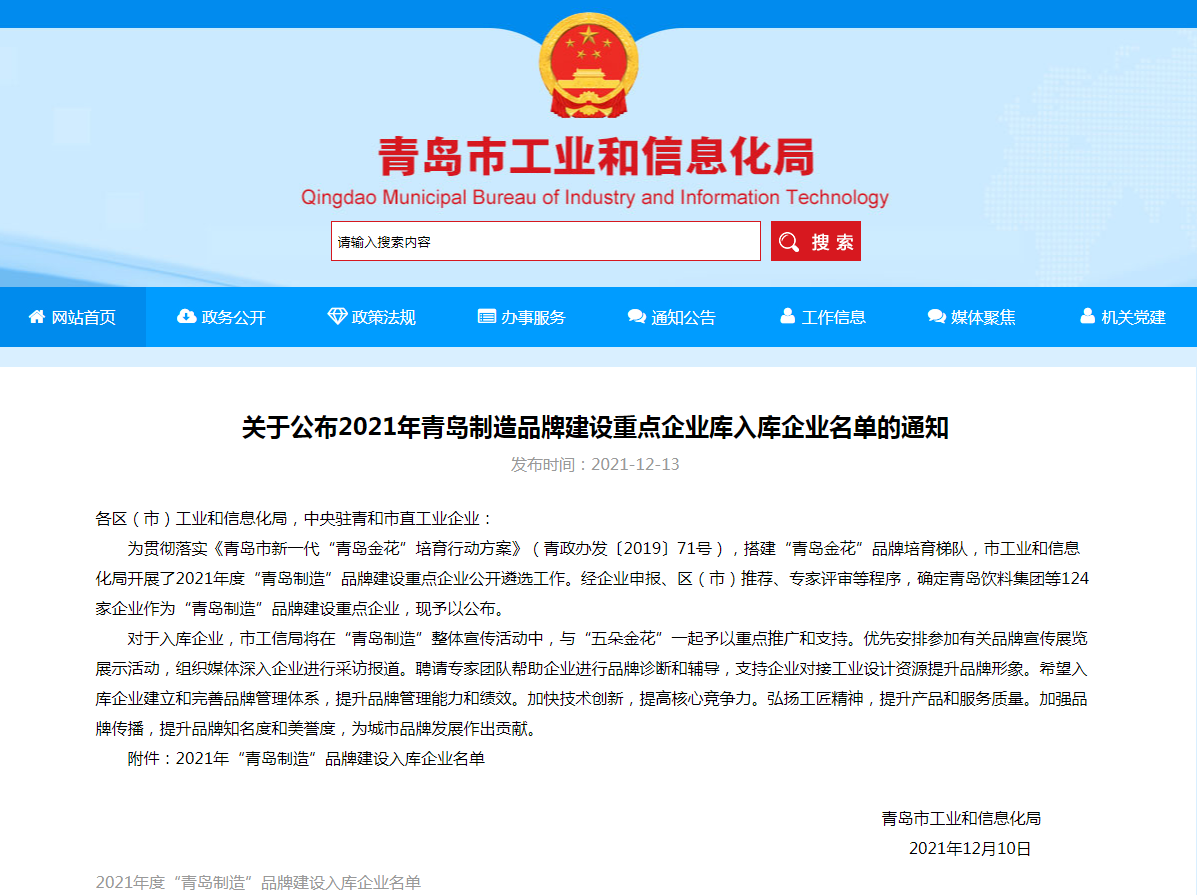 青岛市工业和信息化局
Qingdao Municipal Bureau of Industry and Information Technology
请输入搜索内容 搜 索
网站首页 政务公开 政策法规 办事服务 通知公告 工作信息 媒体聚焦 机关党建
关于公布2021年青岛制造品牌建设重点企业库入库企业名单的通知
发布时间：2021-12-13
各区（市）工业和信息化局，中央驻青和市直工业企业：
为贯彻落实《青岛市新一代“青岛金花”培育行动方案》（青政办发〔2019〕71号），搭建“青岛金花”品牌培育梯队，市工业和信息
化局开展了2021年度“青岛制造”品牌建设重点企业公开遴选工作。经企业申报、区（市）推荐、专家评审等程序，确定青岛饮料集团等124
家企业作为“青岛制造”品牌建设重点企业，现予以公布。
对于入库企业，市工信局将在“青岛制造”整体宣传活动中，与“五朵金花”一起予以重点推广和支持。优先安排参加有关品牌宣传展览
展示活动，组织媒体深入企业进行采访报道。聘请专家团队帮助企业进行品牌诊断和辅导，支持企业对接工业设计资源提升品牌形象。希望入
库企业建立和完善品牌管理体系，提升品牌管理能力和绩效。加快技术创新，提高核心竞争力。弘扬工匠精神，提升产品和服务质量。加强品
牌传播，提升品牌知名度和美誉度，为城市品牌发展作出贡献。
附件：2021年“青岛制造”品牌建设入库企业名单
青岛市工业和信息化局
2021年12月10日
2021年度“青岛制造”品牌建设入库企业名单